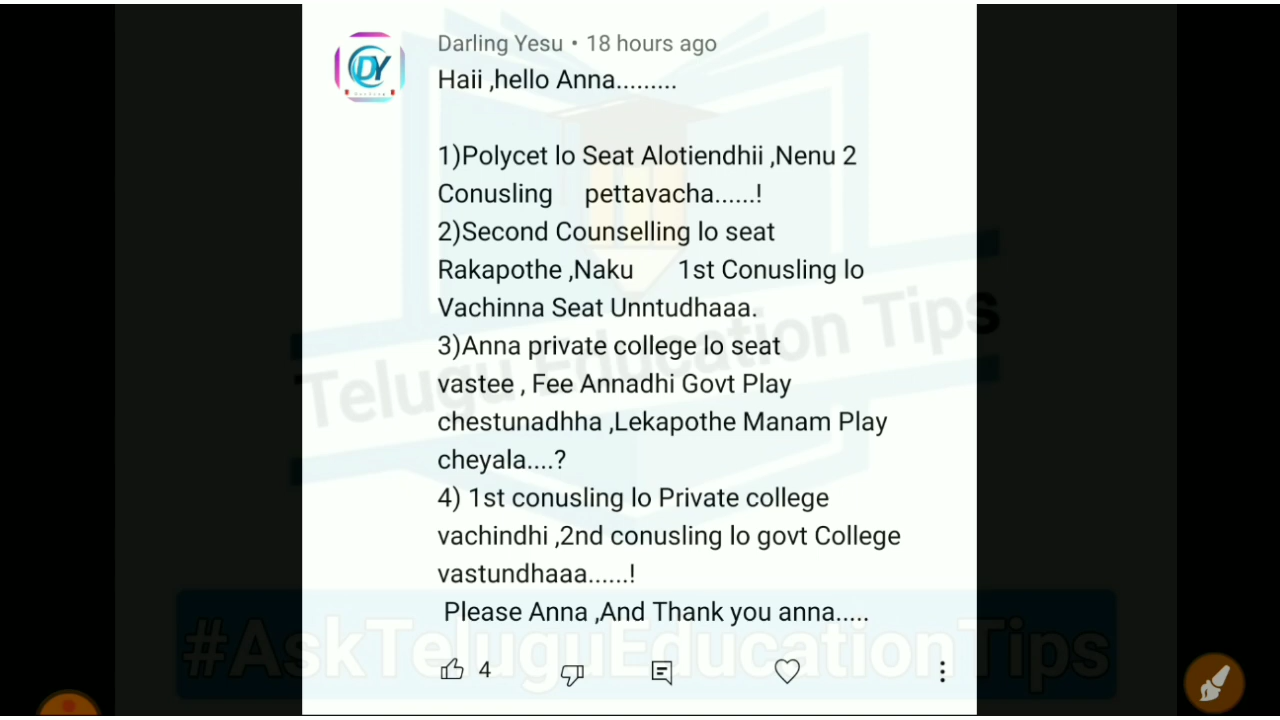 Darling Yesu • 18 hours ago
Haii ,hello Anna.........
1)Polycet lo Seat Alotiendhii ,Nenu 2
Conusling pettavacha......!
2)Second Counselling lo seat
Rakapothe ,Naku 1st Conusling lo
Vachinna Seat Unntudhaaa.
3)Anna private college lo seat
vastee , Fee Annadhi Govt Play
chestunadhha ,Lekapothe Manam Play
cheyala....?
4) 1st conusling lo Private college
vachindhi ,2nd conusling lo govt College
vastundhaaa......!
Please Anna ,And Thank you anna.....
4
DY
Telugu Education Tips
#AskTeluguEducationTips